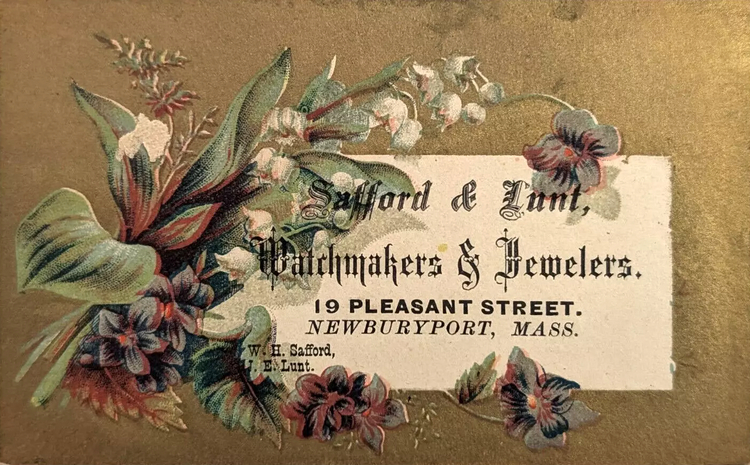 Safford & Lunt,
Watchmakers & Jewelers.
19 PLEASANT STREET.
NEWBURYPORT, MASS.
W. H. Safford,
J. E. Lunt.